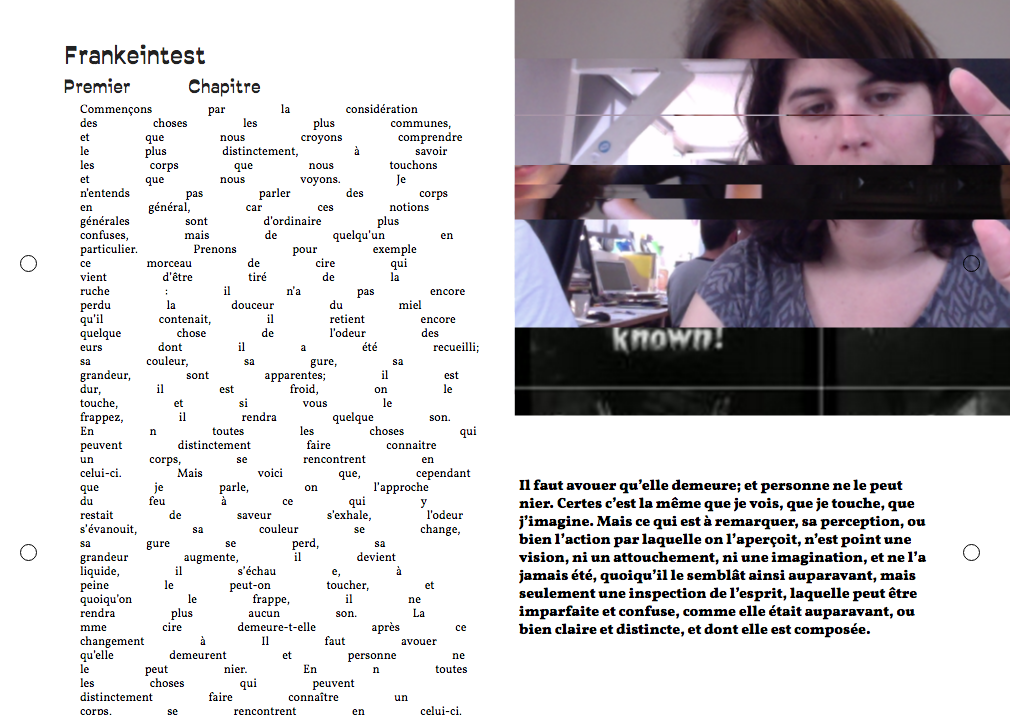 Frankeintest
Premier Chapitre
Commençons par la considération
des choses les plus communes,
et que nous croyons comprendre
le plus distinctement, à savoir
les corps que nous touchons
et que nous voyons. Je
n'entends pas parler des corps
en général, car ces notions
générales sont d'ordinaire plus
confuses, mais de quelqu'un en
particulier. Prenons pour exemple
ce morceau de cire qui
vient d'être tiré de la
ruche : il n'a pas encore
perdu la douceur du miel
qu'il contenait, il retient encore
quelque chose de l'odeur des
eurs dont il a été recueilli;
sa couleur, sa gure, sa
grandeur, sont apparentes; il est
dur, il est froid, on le
touche, et si vous le
frappez, il rendra quelque son.
En n toutes les choses qui
peuvent distinctement faire connaitre
un corps, se rencontrent en
celui-ci. Mais voici que, cependant
que je parle, on l'approche
du feu à ce qui y
restait de saveur s'exhale, l'odeur
s'évanouit, sa couleur se change,
sa gure se perd, sa
grandeur augmente, il devient
liquide, il s'échau e, à
peine le peut-on toucher, et
quoiqu'on le frappe, il ne
rendra plus aucun son. La
mme cire demeure-t-elle après ce
changement à Il faut avouer
qu'elle demeurent et personne ne
le peut nier. En n toutes
les choses qui peuvent
distinctement faire connaître un
corps, se rencontrent en celui-ci.
known!
Il faut avouer qu'elle demeure; et personne ne le peut
nier. Certes c'est la même que je vois, que je touche, que
j'imagine. Mais ce qui est à remarquer, sa perception, ou
bien l'action par laquelle on l'aperçoit, n'est point une
vision, ni un attouchement, ni une imagination, et ne l'a
jamais été, quoiqu'il le semblât ainsi auparavant, mais
seulement une inspection de l'esprit, laquelle peut être
imparfaite et confuse, comme elle était auparavant, ou
bien claire et distincte, et dont elle est composée.